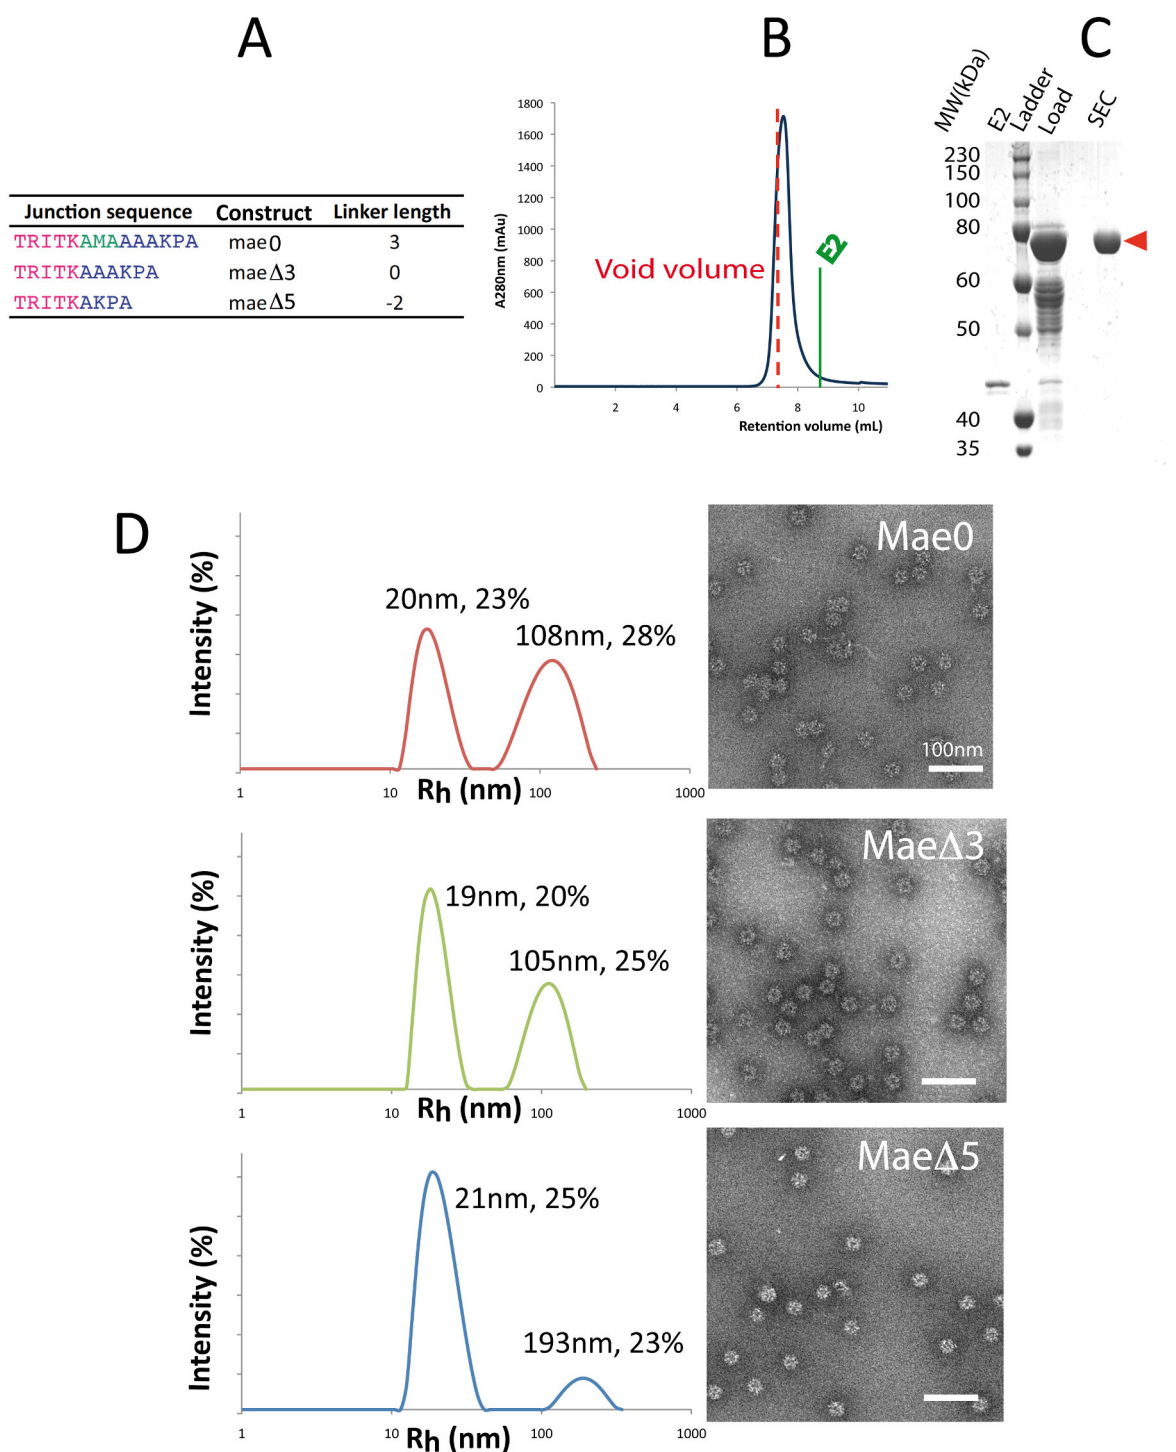 A
Junction sequence Construct Linker length
TRITKAMAAAAKPA mae0 3
TRITKAAAKPA maeΔ3 0
TRITKAKPA maeΔ5 -2
B
A280nm (mAu)
1800
1600
1400
1200
1000
800
600
400
200
0
2 4 6 8 10
Retention volume (mL)
Void volume
E2
C
MW(kDa) E2 Ladder Load SEC
230
150
100
80
60
50
40
35
D
Intensity (%)
20nm, 23%
108nm, 28%
1 10 100 1000
Rh (nm)
Mae0
100nm
Intensity (%)
19nm, 20%
105nm, 25%
1 10 100 1000
Rh (nm)
MaeΔ3
Intensity (%)
21nm, 25%
193nm, 23%
1 10 100 1000
Rh (nm)
MaeΔ5